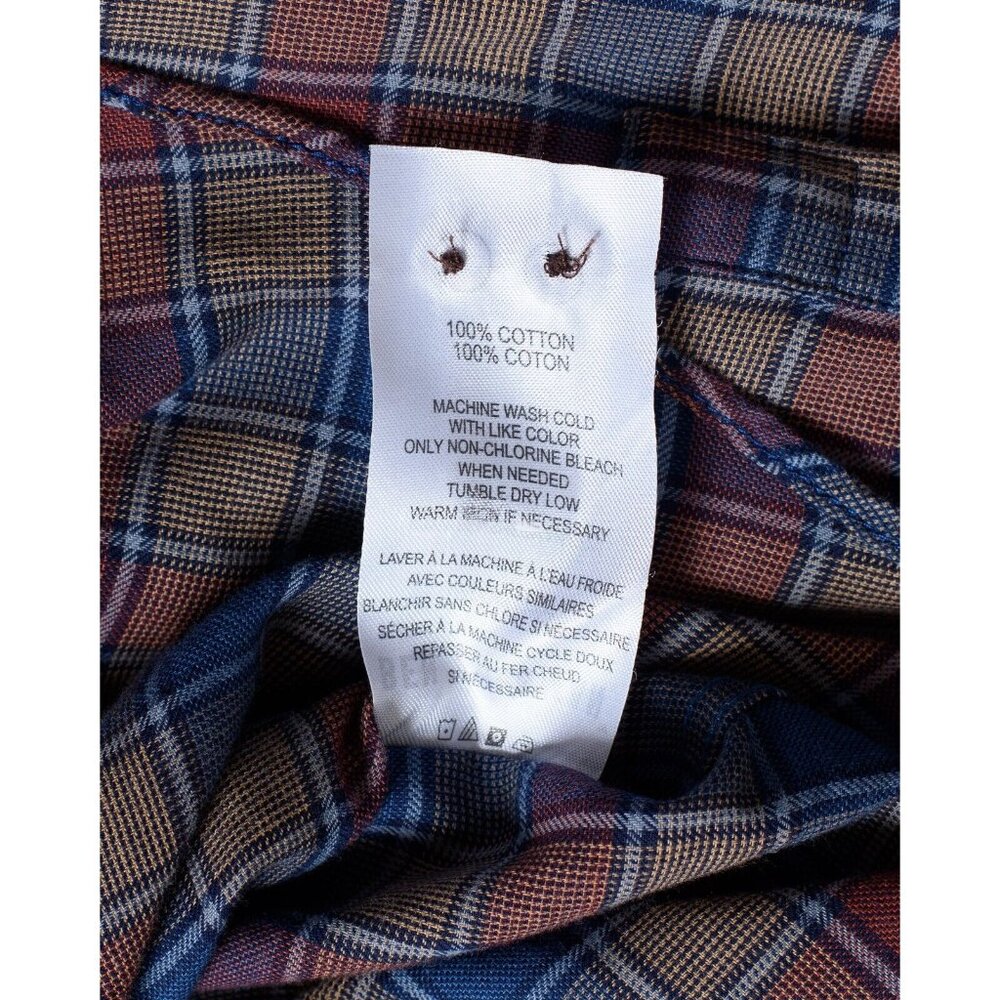 100% COTTON
100% COTON
MACHINE WASH COLD
WITH LIKE COLOR
ONLY NON-CHLORINE BLEACH
WHEN NEEDED
TUMBLE DRY LOW
WARM IF NECESSARY
LAVER À LA MACHINE À L'EAU FROIDE
AVEC COULEURS SIMILAIRES
BLANCHIR SANS CHLORE SI NÉCESSAIRE
SÉCHER À LA MACHINE CYCLE DOUX
REPASSER AU FER CHEUD
SI NÉCESSAIRE